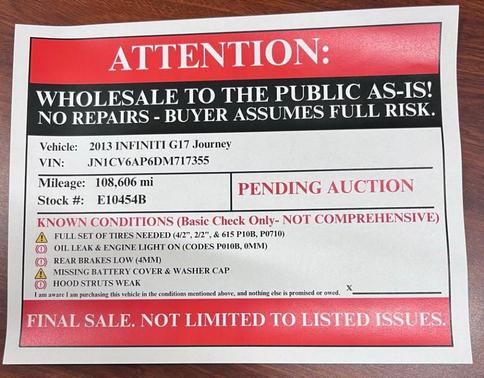 ATTENTION:
WHOLESALE TO THE PUBLIC AS-IS!
NO REPAIRS - BUYER ASSUMES FULL RISK.
Vehicle: 2013 INFINITI G17 Journey
VIN: JN1CV6AP6DM717355
Mileage: 108,606 mi
Stock #: E10454B
PENDING AUCTION
KNOWN CONDITIONS (Basic Check Only- NOT COMPREHENSIVE)
FULL SET OF TIRES NEEDED (4/2", 2/2", & 615 P10B, P0710)
OIL LEAK & ENGINE LIGHT ON (CODES P010B, 0MM)
REAR BRAKES LOW (4MM)
MISSING BATTERY COVER & WASHER CAP
HOOD STRUTS WEAK
I am aware I am purchasing this vehicle in the conditions mentioned above, and nothing else is promised or owed. X
FINAL SALE. NOT LIMITED TO LISTED ISSUES.